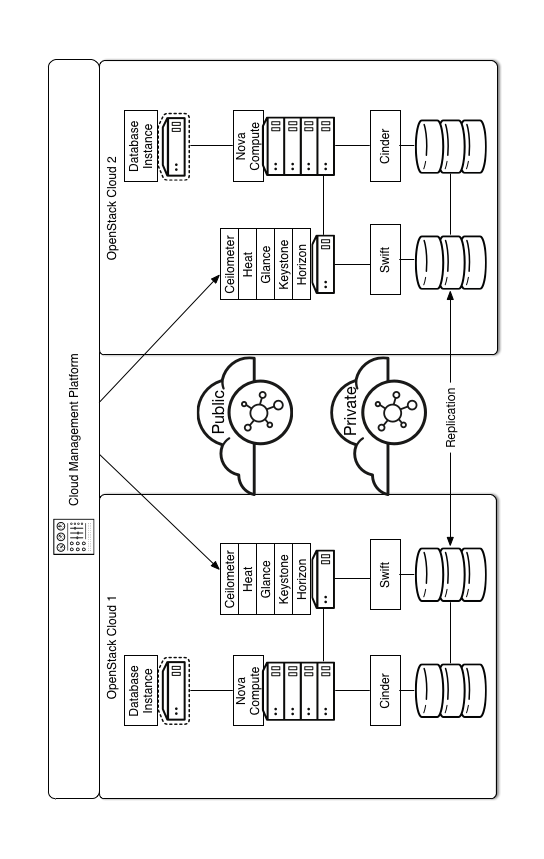 Cloud Management Platform
OpenStack Cloud 1
Database
Instance
Nova
Compute
Cinder
Ceilometer
Heat
Glance
Keystone
Horizon
Swift
Public
Private
Replication
OpenStack Cloud 2
Ceilometer
Heat
Glance
Keystone
Horizon
Swift
Database
Instance
Nova
Compute
Cinder